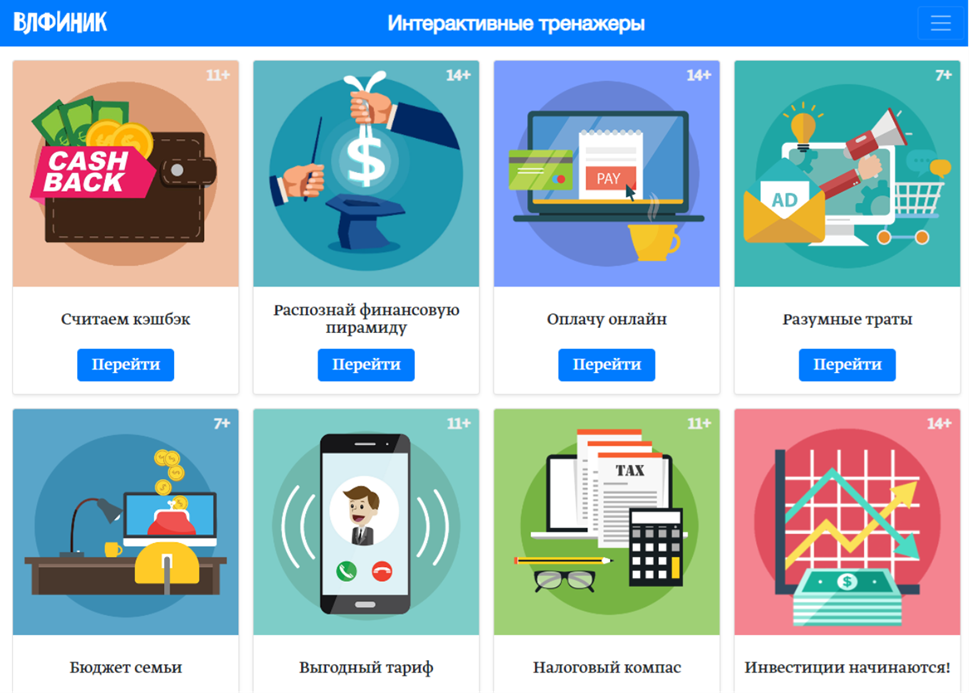 ВЛФИНИК
Интерактивные тренажеры
11+
14+
14+
7+
CASH
BACK
$
PAY
AD
Считаем кэшбэк
Распознай финансовую
пирамиду
Оплачу онлайн
Разумные траты
Перейти
Перейти
Перейти
Перейти
7+
11+
11+
14+
TAX
$
Бюджет семьи
Выгодный тариф
Налоговый компас
Инвестиции начинаются!